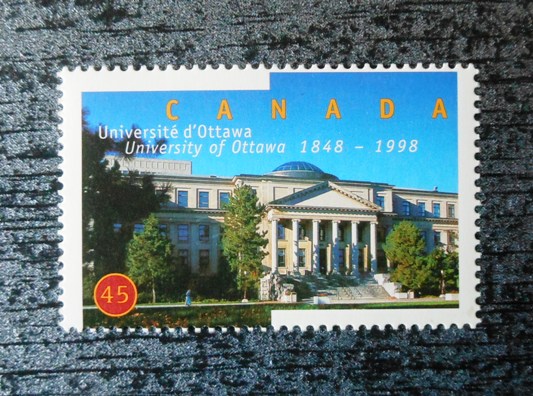 CANADA
Université d'Ottawa
University of Ottawa 1848 – 1998
45